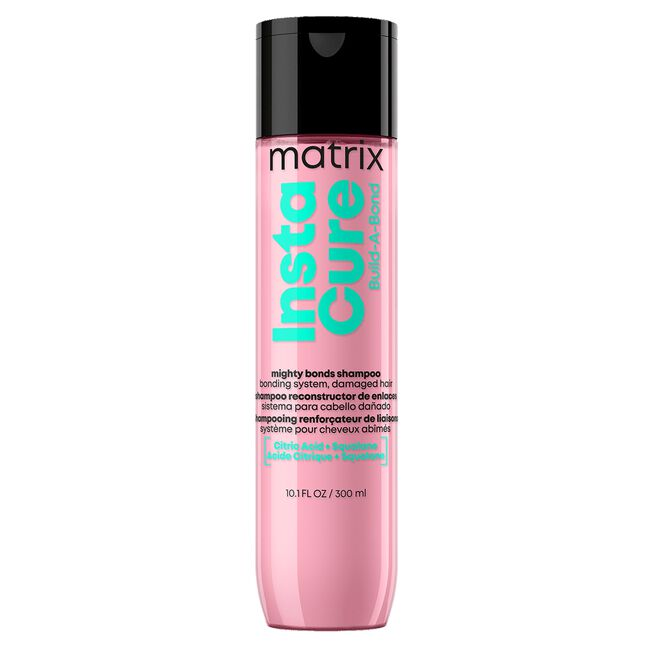 matrix
Insta
Cure
Build-A-Bond
mighty bonds shampoo
bonding system, damaged hair
shampoo reconstructor de enlaces
sistema para cabello dañado
shampooing renforçateur de liaisons
système pour cheveux abimés
[ Citric Acid + Squalane
Acide Citrique + Squalane ]
10.1 FL OZ / 300 ml